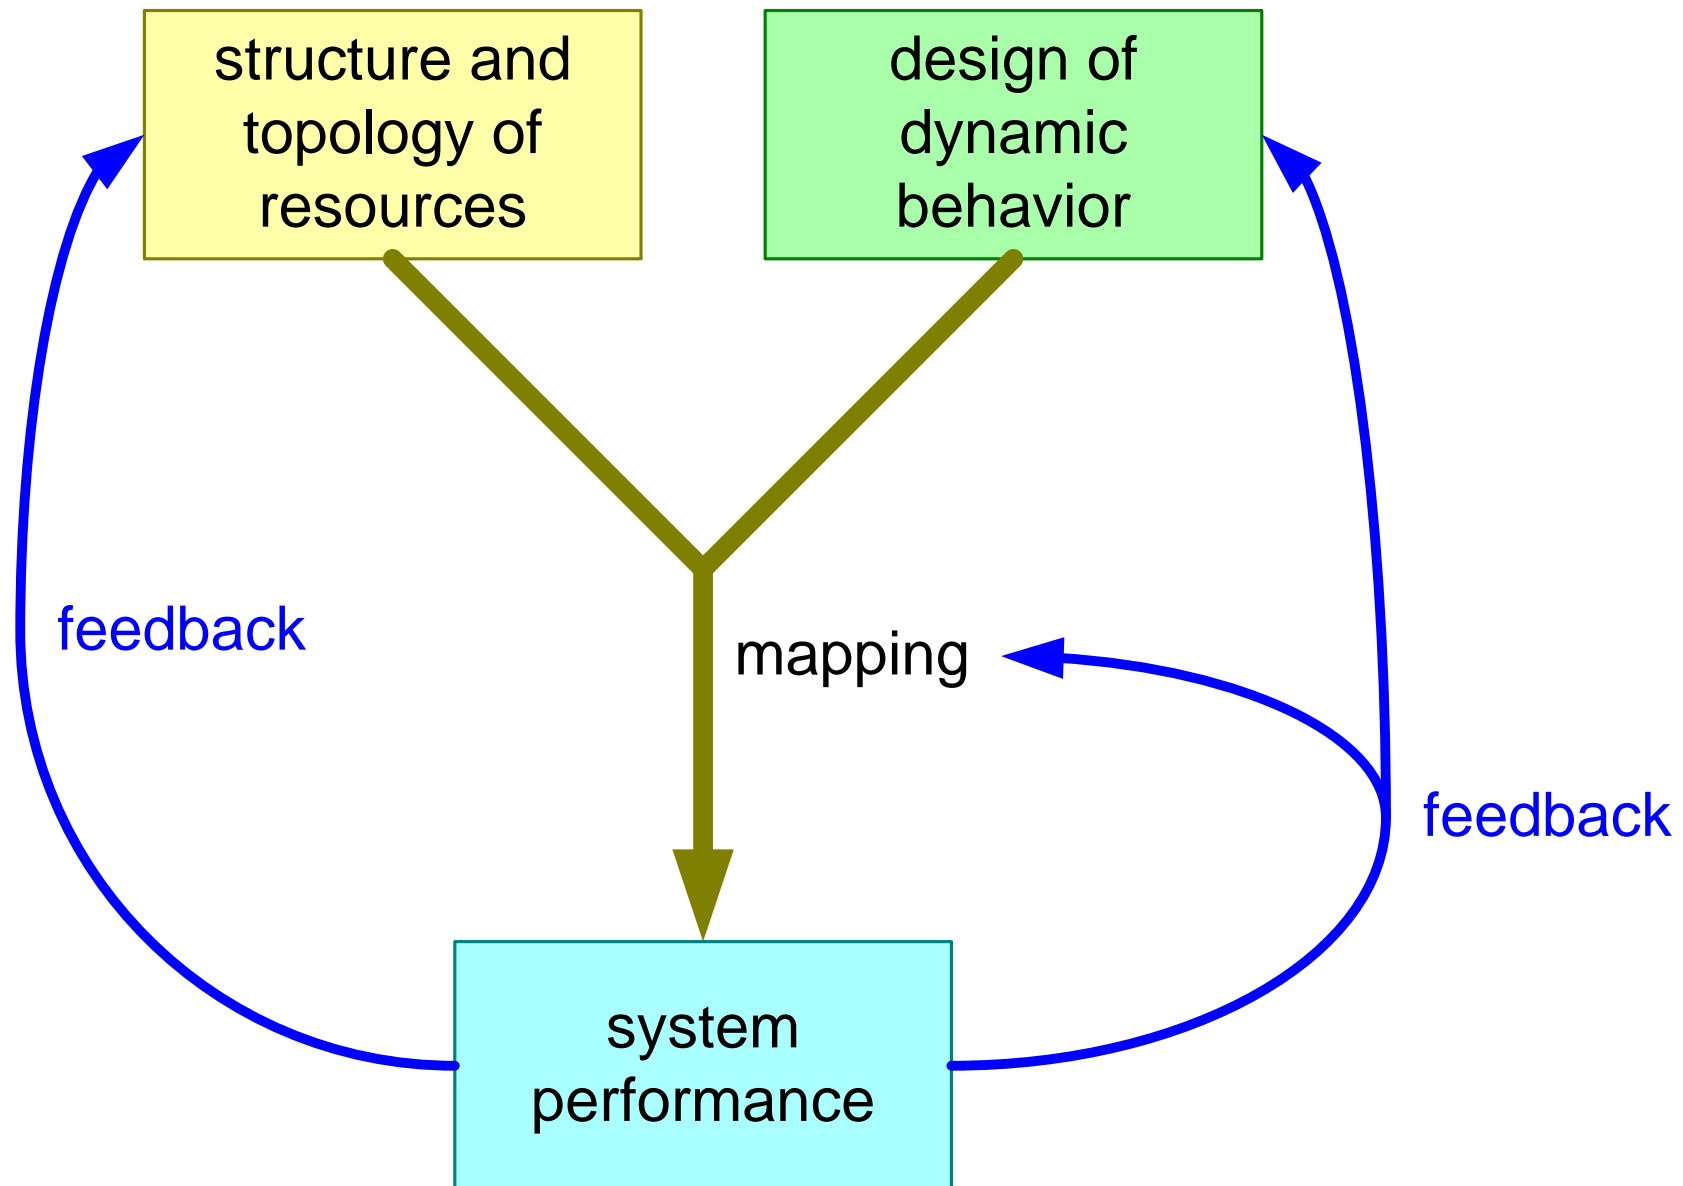 structure and
topology of
resources
design of
dynamic
behavior
feedback
mapping
feedback
system
performance